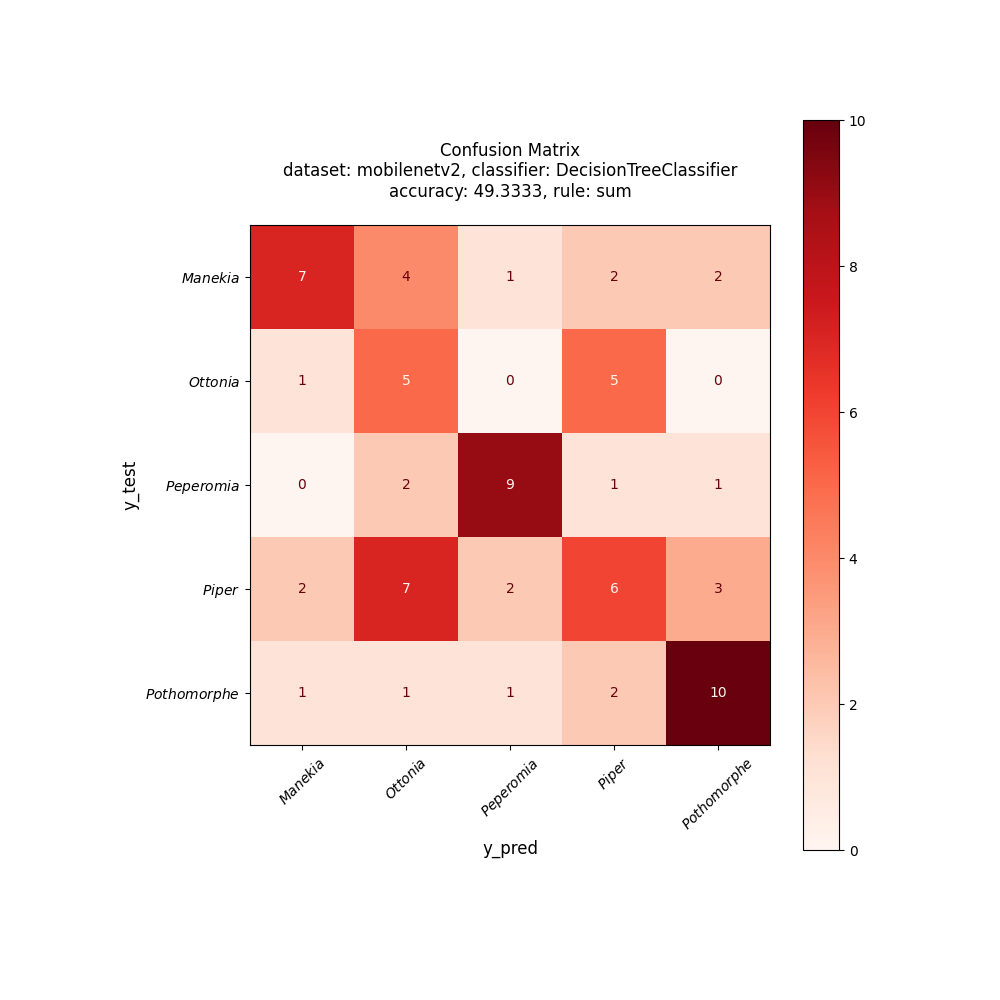 Confusion Matrix
dataset: mobilenetv2, classifier: DecisionTreeClassifier
accuracy: 49.3333, rule: sum
y_test
Manekia 7 4 1 2 2
Ottonia 1 5 0 5 0
Peperomia 0 2 9 1 1
Piper 2 7 2 6 3
Pothomorphe 1 1 1 2 10
Manekia Ottonia Peperomia Piper Pothomorphe
y_pred
10
8
6
4
2
0